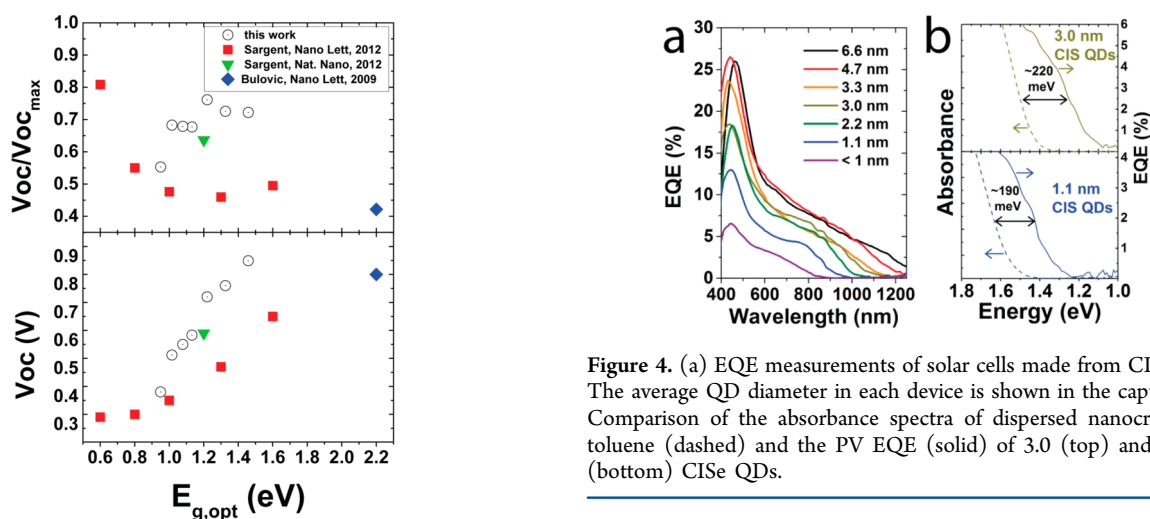 Voc/Voc_max
1.0
0.9
0.8
0.7
0.6
0.5
0.4
this work
Sargent, Nano Lett, 2012
Sargent, Nat. Nano, 2012
Bulovic, Nano Lett, 2009
Voc (V)
0.8
0.7
0.6
0.5
0.4
0.3
0.6 0.8 1.0 1.2 1.4 1.6 1.8 2.0 2.2
E_g,opt (eV)
a
EQE (%)
30
25
20
15
10
5
0
6.6 nm
4.7 nm
3.3 nm
3.0 nm
2.2 nm
1.1 nm
< 1 nm
400 600 800 1000 1200
Wavelength (nm)
b
Absorbance
3.0 nm
CIS QDs
~220
meV
6
5
4
3
2
1
EQE (%)
1.1 nm
CIS QDs
~190
meV
4
3
2
1
1.8 1.6 1.4 1.2 1.0
Energy (eV)
Figure 4. (a) EQE measurements of solar cells made from CI
The average QD diameter in each device is shown in the cap
Comparison of the absorbance spectra of dispersed nanocr
toluene (dashed) and the PV EQE (solid) of 3.0 (top) and
(bottom) CISe QDs.